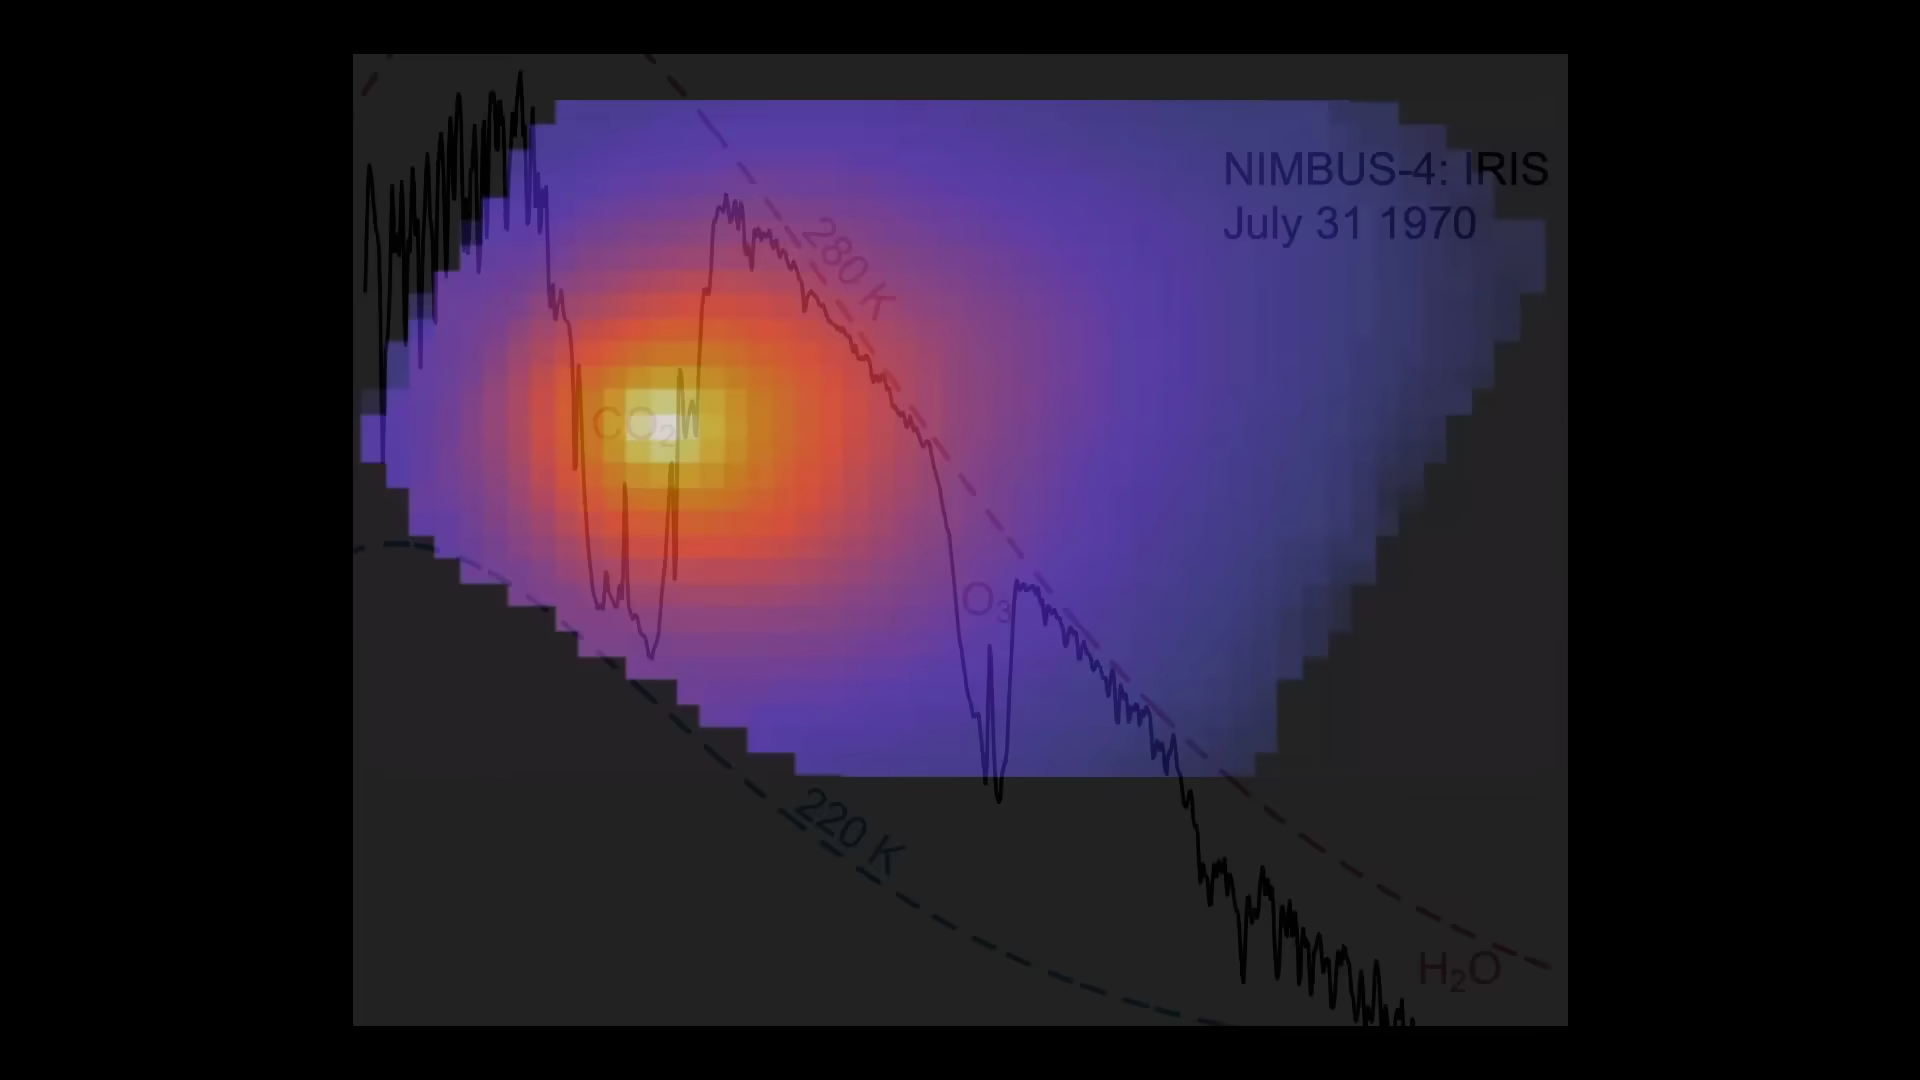 NIMBUS-4: IRIS
July 31 1970
280 K
CO₂
O₃
220 K
H₂O